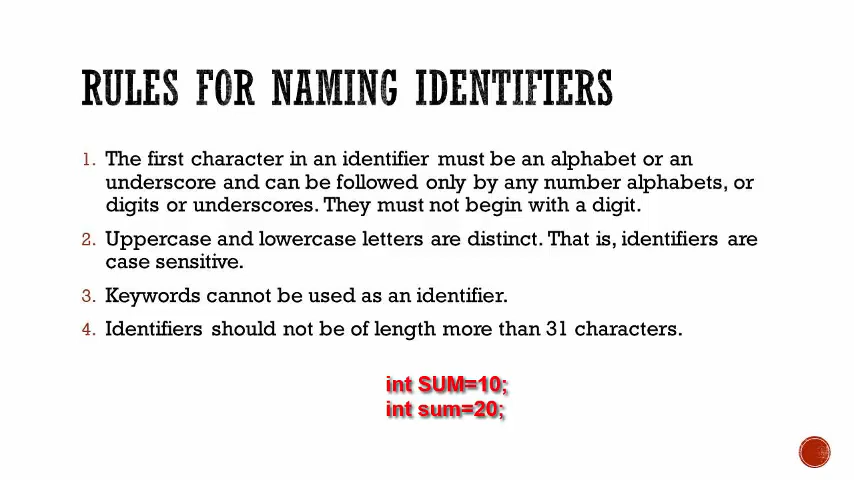 RULES FOR NAMING IDENTIFIERS
1. The first character in an identifier must be an alphabet or an
underscore and can be followed only by any number alphabets, or
digits or underscores. They must not begin with a digit.
2. Uppercase and lowercase letters are distinct. That is, identifiers are
case sensitive.
3. Keywords cannot be used as an identifier.
4. Identifiers should not be of length more than 31 characters.
int SUM=10;
int sum=20;